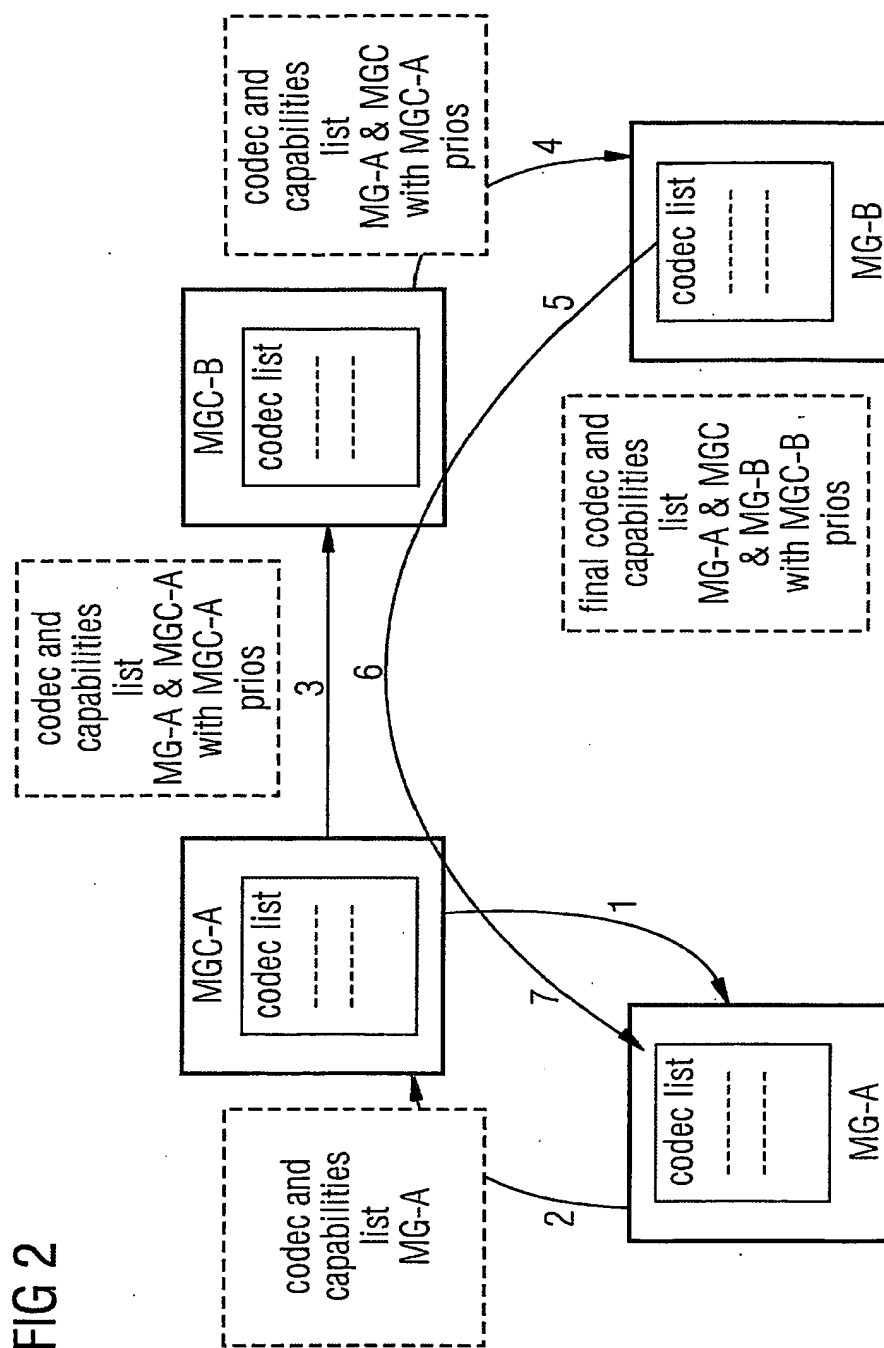 FIG 2
codec and
capabilities
list
MG-A
MGC-A
codec list
codec and
capabilities
list
MG-A & MGC-A
with MGC-A
prios
3
MGC-B
codec list
codec and
capabilities
list
MG-A & MGC
with MGC-A
prios
4
2
1
7
6
5
MG-A
codec list
final codec and
capabilities
list
MG-A & MGC
& MG-B
with MGC-B
prios
codec list
MG-B